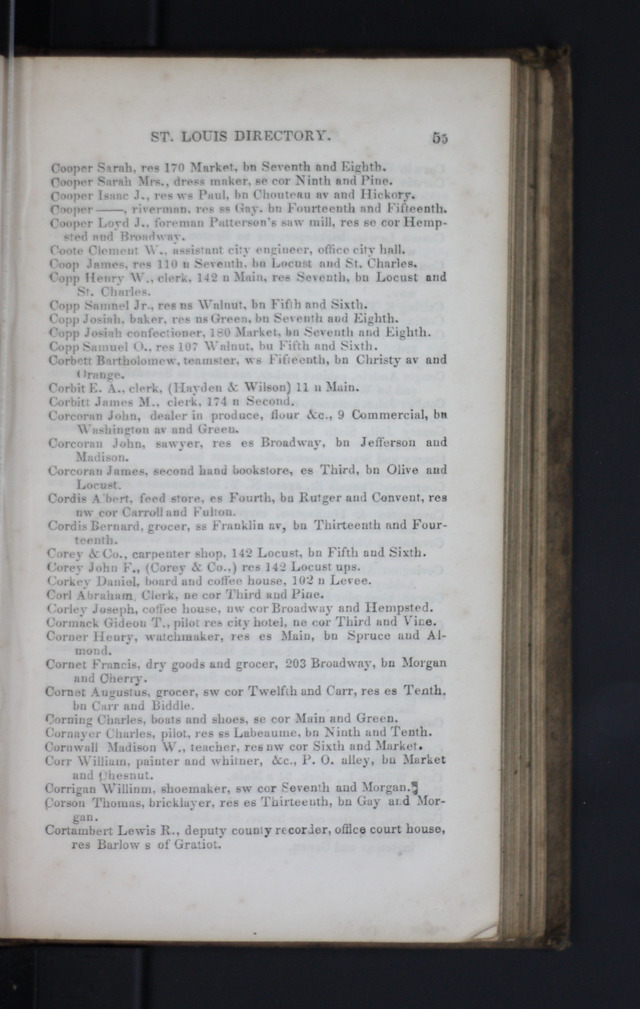 ST. LOUIS DIRECTORY. 55
Cooper Sarah, res 170 Market, bn Seventh and Eighth.
Cooper Sarah Mrs., dress maker, se cor Ninth and Pine.
Cooper Isaac J., res ws Paul, bn Chouteau av and Hickory.
Cooper ——, riverman, res ss Gay, bn Fourteenth and Fifteenth.
Cooper Loyd J., foreman Patterson's saw mill, res se cor Hemp-
sted and Broadway.
Coote Clement W., assistant city engineer, office city hall.
Coop James, res 110 n Seventh, bn Locust and St. Charles.
Copp Henry W., clerk, 142 n Main, res Seventh, bn Locust and
St. Charles.
Copp Samnel Jr., res ns Walnut, bn Fifth and Sixth.
Copp Josiah, baker, res ns Green, bn Seventh and Eighth.
Copp Josiah confectioner, 180 Market, bn Seventh and Eighth.
Copp Samuel O., res 107 Walnut, bu Fifth and Sixth.
Corbett Bartholomew, teamster, ws Fifteenth, bn Christy av and
Orange.
Corbit E. A., clerk, (Hayden & Wilson) 11 n Main.
Corbitt James M., clerk, 174 n Second.
Corcoran John, dealer in produce, flour &c., 9 Commercial, bn
Washington av and Green.
Corcoran John, sawyer, res es Broadway, bn Jefferson and
Madison.
Corcoran James, second hand bookstore, es Third, bn Olive and
Locust.
Cordis A'bert, feed store, es Fourth, bn Rutger and Convent, res
nw cor Carroll and Fulton.
Cordis Bernard, grocer, ss Franklin av, bn Thirteenth and Four-
teenth.
Corey & Co., carpenter shop, 142 Locust, bn Fifth and Sixth.
Corey John F., (Corey & Co.,) res 142 Locust ups.
Corkey Daniel, board and coffee house, 102 n Levee.
Corl Abraham, Clerk, ne cor Third and Pine.
Corley Joseph, coffee house, nw cor Broadway and Hempsted.
Cormack Gideon T., pilot res city hotel, ne cor Third and Vine.
Corner Henry, watchmaker, res es Main, bn Spruce and Al-
mond.
Cornet Francis, dry goods and grocer, 203 Broadway, bn Morgan
and Cherry.
Cornet Augustus, grocer, sw cor Twelfth and Carr, res es Tenth,
bn Carr and Biddle.
Corning Charles, boats and shoes, se cor Main and Green.
Cornayer Charles, pilot, res ss Labeaume, bn Ninth and Tenth.
Cornwall Madison W., teacher, res nw cor Sixth and Market.
Corr William, painter and whitner, &c., P. O. alley, bn Market
and Chesnut.
Corrigan Willinm, shoemaker, sw cor Seventh and Morgan.
Corson Thomas, bricklayer, res es Thirteenth, bn Gay and Mor-
gan.
Cortambert Lewis R., deputy county recorder, office court house,
res Barlow s of Gratiot.